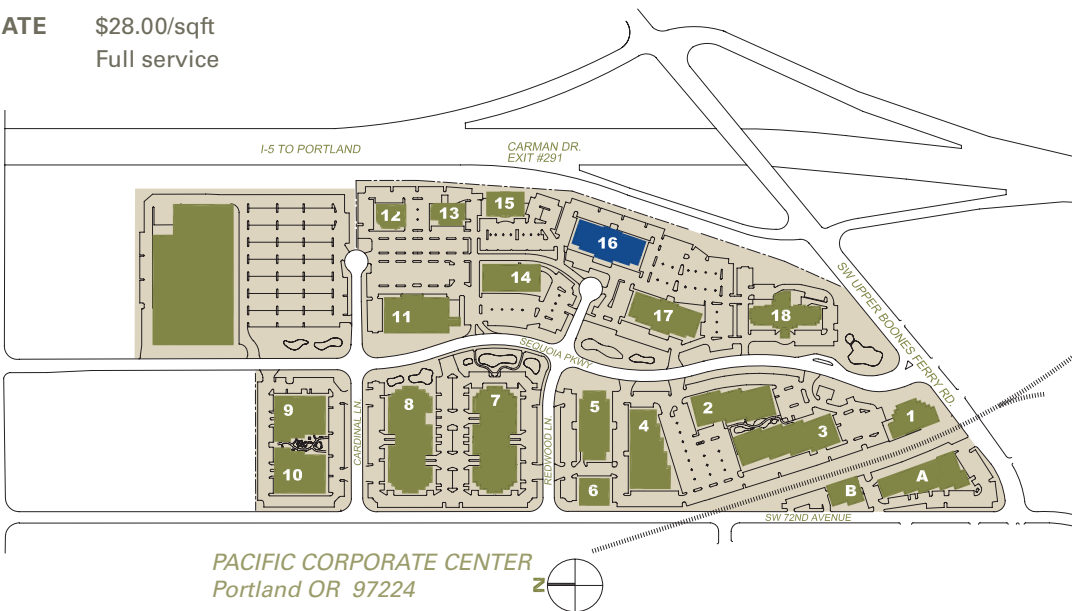 ATE $28.00/sqft
Full service
I-5 TO PORTLAND
CARMAN DR.
EXIT #291
12
13
15
16
14
11
17
18
SW UPPER BOONES FERRY RD
SEQUOIA PKWY
9
10
CARDINAL LN.
8
7
REDWOOD LN.
5
6
4
2
3
1
B
A
SW 72ND AVENUE
PACIFIC CORPORATE CENTER
Portland OR 97224
N